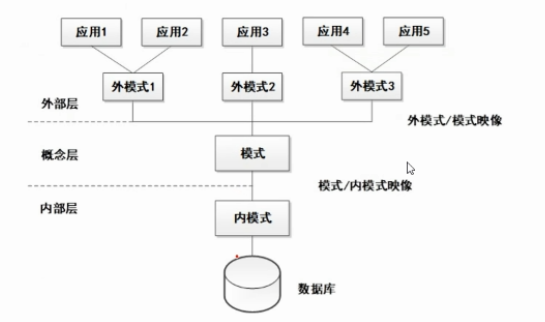 应用1 应用2 应用3 应用4 应用5
外模式1 外模式2 外模式3
外部层
外模式/模式映像
概念层 模式
模式/内模式映像
内部层 内模式
数据库